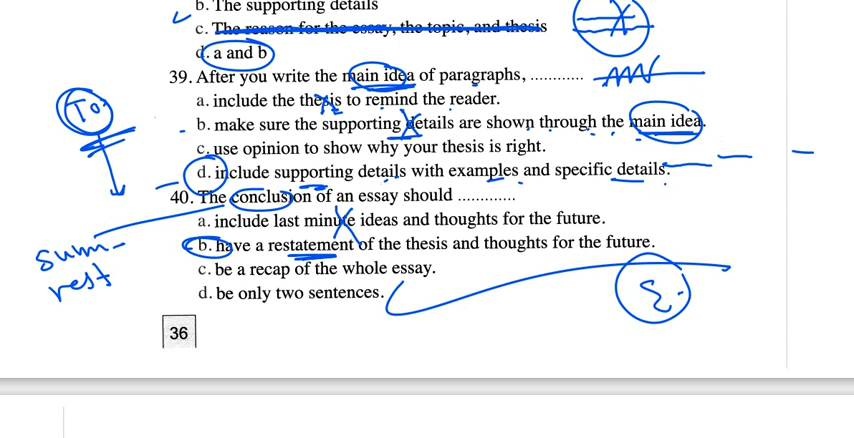 b. The supporting details
c. The reason for the essay, the topic, and thesis
d. a and b
39. After you write the main idea of paragraphs, ............
a. include the thesis to remind the reader.
b. make sure the supporting details are shown through the main idea.
c. use opinion to show why your thesis is right.
d. include supporting details with examples and specific details.
40. The conclusion of an essay should .............
a. include last minute ideas and thoughts for the future.
b. have a restatement of the thesis and thoughts for the future.
c. be a recap of the whole essay.
d. be only two sentences.
To
summ-
rest
36